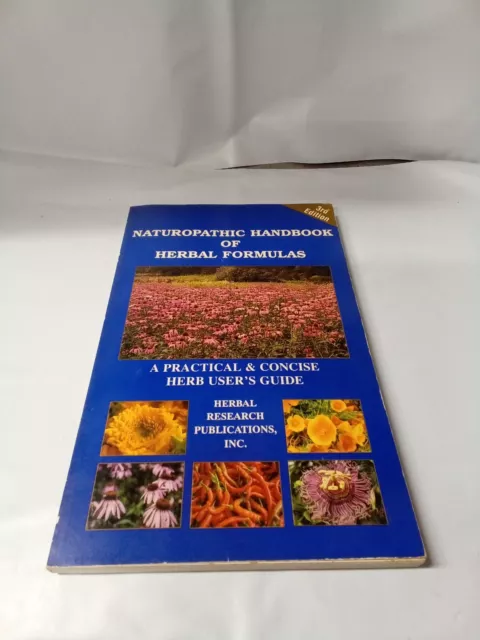 3rd
Edition
NATUROPATHIC HANDBOOK
OF
HERBAL FORMULAS
A PRACTICAL & CONCISE
HERB USER'S GUIDE
HERBAL
RESEARCH
PUBLICATIONS,
INC.